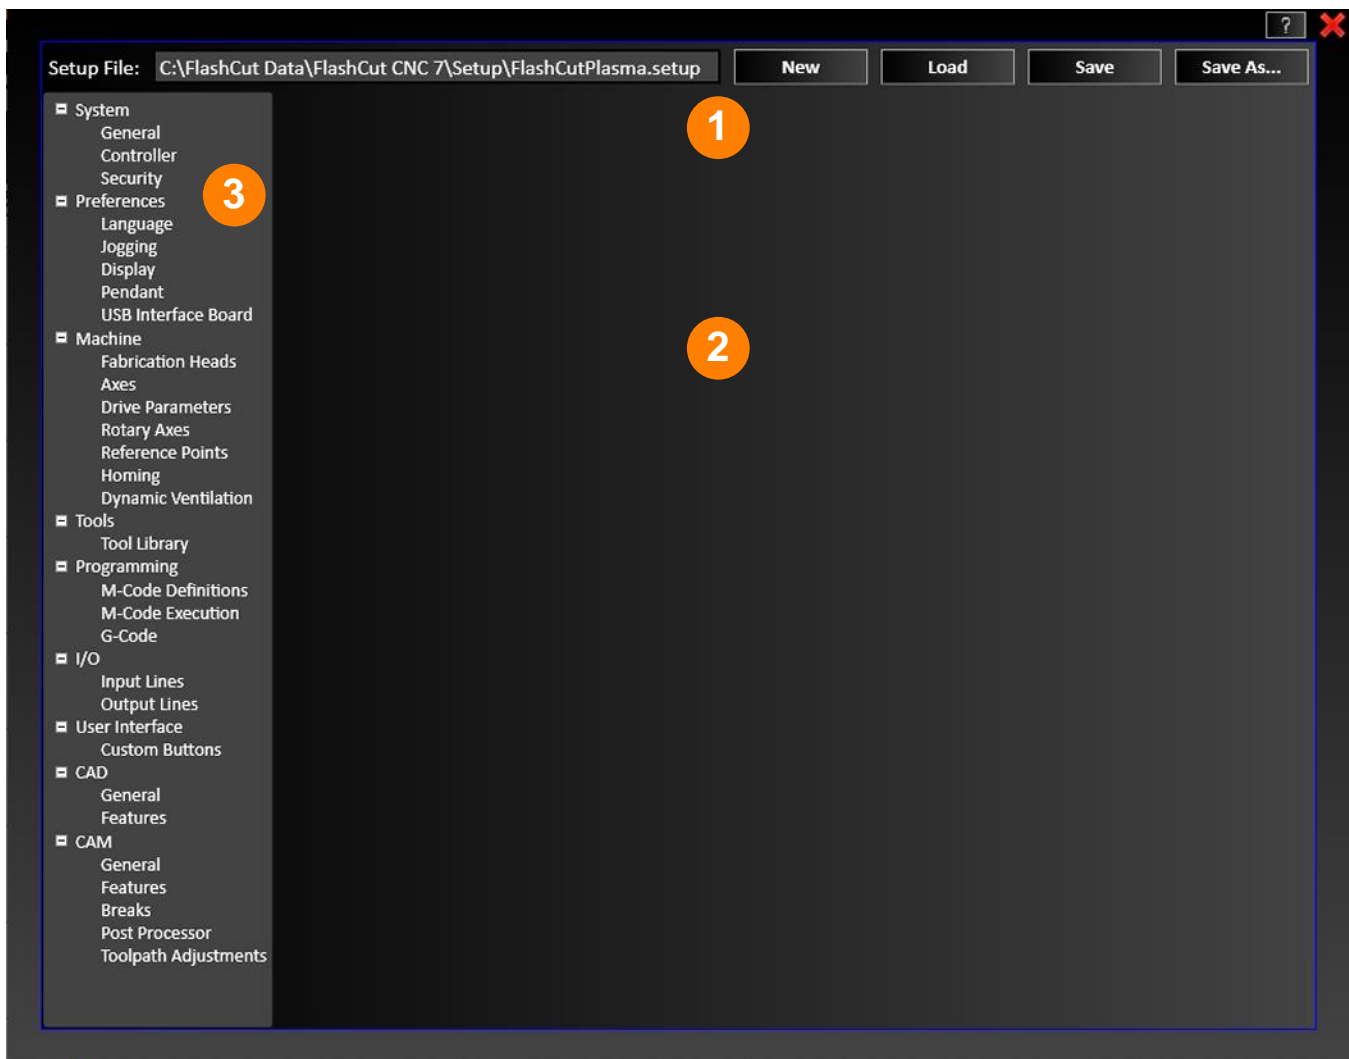 ?
Setup File: C:\FlashCut Data\FlashCut CNC 7\Setup\FlashCutPlasma.setup New Load Save Save As...
1
System
General
Controller
Security
3
Preferences
Language
Jogging
Display
Pendant
USB Interface Board
Machine
2
Fabrication Heads
Axes
Drive Parameters
Rotary Axes
Reference Points
Homing
Dynamic Ventilation
Tools
Tool Library
Programming
M-Code Definitions
M-Code Execution
G-Code
I/O
Input Lines
Output Lines
User Interface
Custom Buttons
CAD
General
Features
CAM
General
Features
Breaks
Post Processor
Toolpath Adjustments